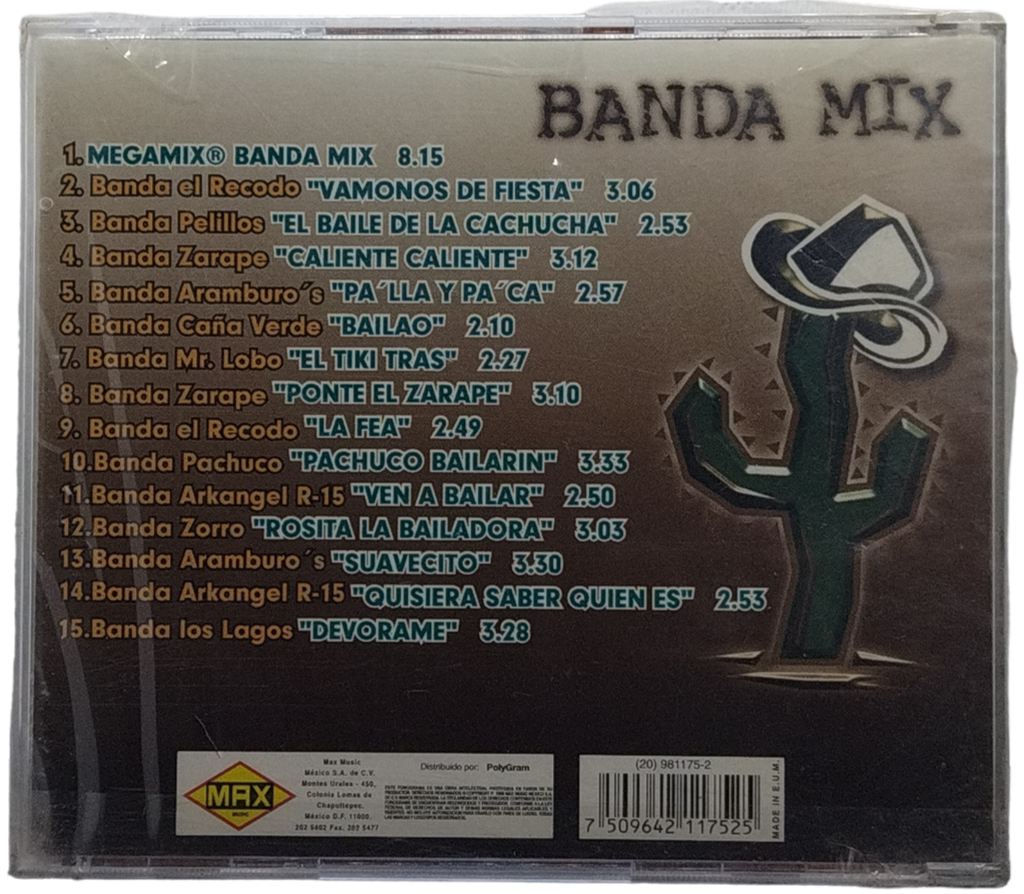 BANDA MIX
1. MEGAMIX® BANDA MIX 8.15
2. Banda el Recodo "VAMONOS DE FIESTA" 3.06
3. Banda Pelillos "EL BAILE DE LA CACHUCHA" 2.53
4. Banda Zarape "CALIENTE CALIENTE" 3.12
5. Banda Aramburo´s "PA´LLA Y PA´CA" 2.57
6. Banda Caña Verde "BAILAO" 2.10
7. Banda Mr. Lobo "EL TIKI TRAS" 2.27
8. Banda Zarape "PONTE EL ZARAPE" 3.10
9. Banda el Recodo "LA FEA" 2.49
10.Banda Pachuco "PACHUCO BAILARIN" 3.33
11.Banda Arkangel R-15 "VEN A BAILAR" 2.50
12.Banda Zorro "ROSITA LA BAILADORA" 3.03
13.Banda Aramburo´s "SUAVECITO" 3.30
14.Banda Arkangel R-15 "QUISIERA SABER QUIEN ES" 2.53
15.Banda los Lagos "DEVORAME" 3.28
MAX
MUSIC
Max Music
México S.A. de C.V.
Montes Urales - 450,
Colonia Lomas de
Chapultepec.
México D.F. 11000.
202 5402 Fax. 202 5477
Distribuido por: PolyGram
(20) 981175-2
7 509642 117525
MADE IN E.U.M.